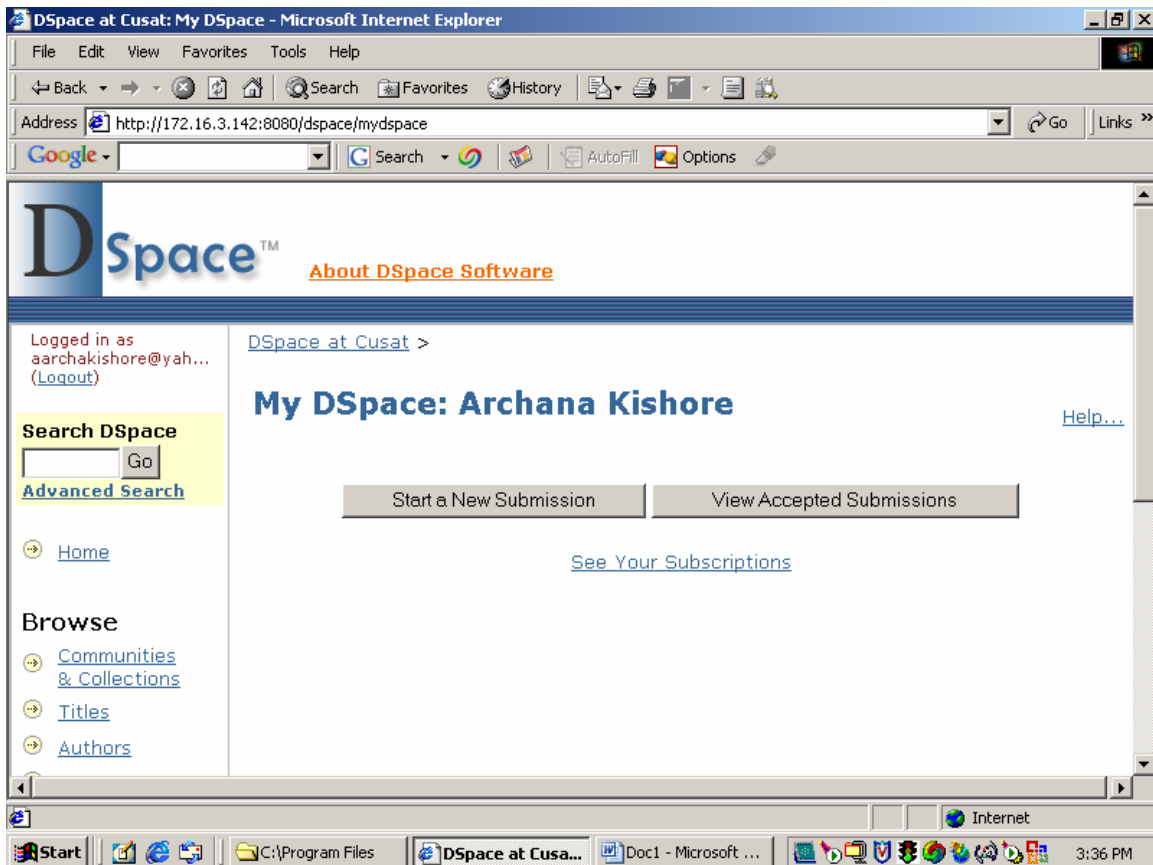 DSpace at Cusat: My DSpace - Microsoft Internet Explorer
File Edit View Favorites Tools Help
Back Search Favorites History
Address http://172.16.3.142:8080/dspace/mydspace Go Links »
Google Search AutoFill Options
DSpace™ About DSpace Software
Logged in as
aarchakishore@yah...
(Logout)
DSpace at Cusat >
My DSpace: Archana Kishore
Help...
Search DSpace
Go
Advanced Search
Start a New Submission View Accepted Submissions
See Your Subscriptions
Home
Browse
Communities
& Collections
Titles
Authors
Internet
Start C:\Program Files DSpace at Cusa... Doc1 - Microsoft ... 3:36 PM